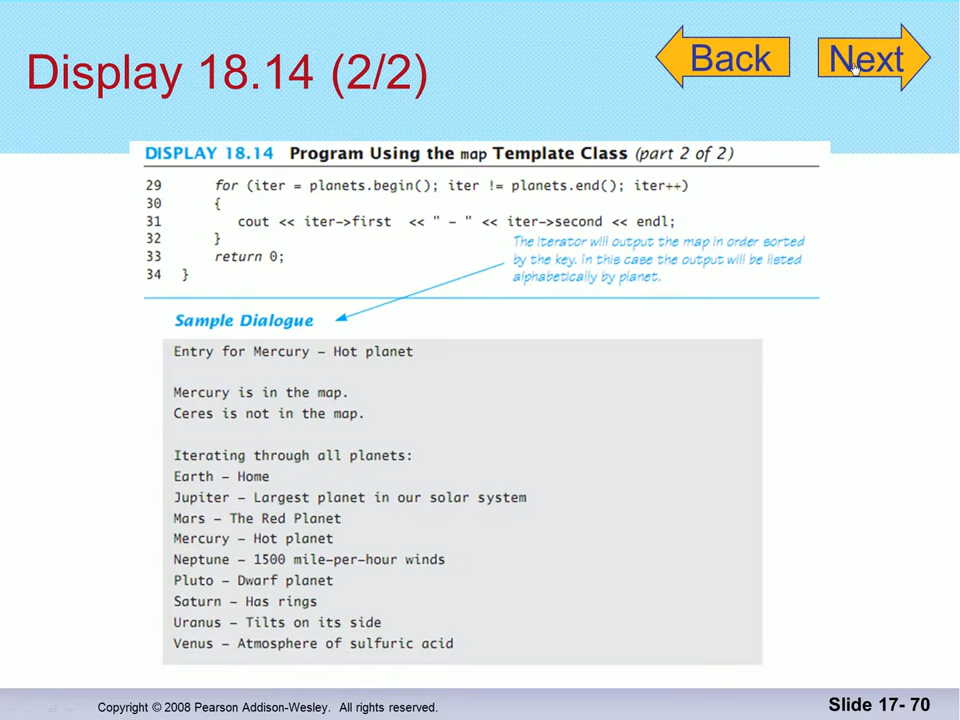 Display 18.14 (2/2)
Back
Next
DISPLAY 18.14 Program Using the map Template Class (part 2 of 2)
29 for (iter = planets.begin(); iter != planets.end(); iter++)
30 {
31 cout << iter->first << " – " << iter->second << endl;
32 }
33 return 0;
34 }
The iterator will output the map in order sorted
by the key. In this case the output will be listed
alphabetically by planet.
Sample Dialogue
Entry for Mercury – Hot planet
Mercury is in the map.
Ceres is not in the map.
Iterating through all planets:
Earth – Home
Jupiter – Largest planet in our solar system
Mars – The Red Planet
Mercury – Hot planet
Neptune – 1500 mile–per–hour winds
Pluto – Dwarf planet
Saturn – Has rings
Uranus – Tilts on its side
Venus – Atmosphere of sulfuric acid
Copyright © 2008 Pearson Addison-Wesley. All rights reserved.
Slide 17- 70